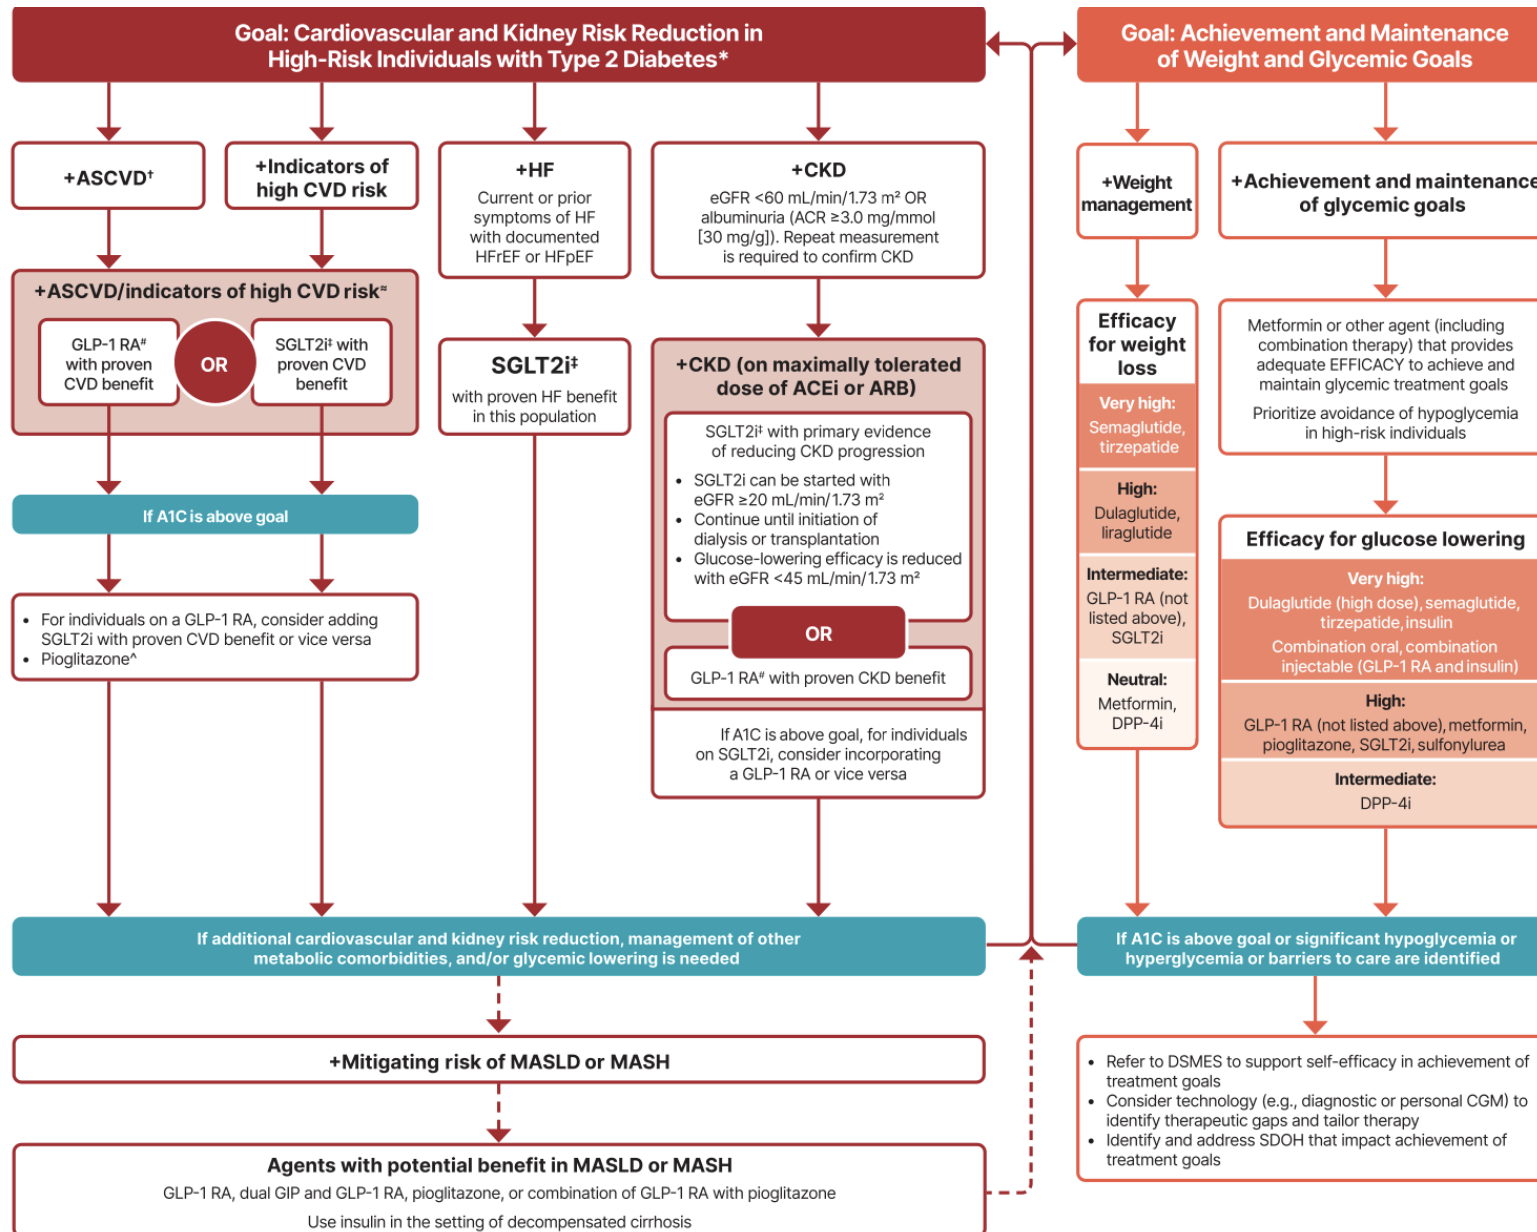 Goal: Cardiovascular and Kidney Risk Reduction in
High-Risk Individuals with Type 2 Diabetes*
+ASCVD†
+Indicators of
high CVD risk
+HF
Current or prior
symptoms of HF
with documented
HFrEF or HFpEF
+CKD
eGFR <60 mL/min/1.73 m² OR
albuminuria (ACR ≥3.0 mg/mmol
[30 mg/g]). Repeat measurement
is required to confirm CKD
+ASCVD/indicators of high CVD risk≈
GLP-1 RA#
with proven
CVD benefit
OR
SGLT2i‡ with
proven CVD
benefit
SGLT2i‡
with proven HF benefit
in this population
+CKD (on maximally tolerated
dose of ACEi or ARB)
SGLT2i‡ with primary evidence
of reducing CKD progression
• SGLT2i can be started with
eGFR ≥20 mL/min/1.73 m²
• Continue until initiation of
dialysis or transplantation
• Glucose-lowering efficacy is reduced
with eGFR <45 mL/min/1.73 m²
OR
GLP-1 RA# with proven CKD benefit
If A1C is above goal, for individuals
on SGLT2i, consider incorporating
a GLP-1 RA or vice versa
If A1C is above goal
• For individuals on a GLP-1 RA, consider adding
SGLT2i with proven CVD benefit or vice versa
• Pioglitazone^
If additional cardiovascular and kidney risk reduction, management of other
metabolic comorbidities, and/or glycemic lowering is needed
+Mitigating risk of MASLD or MASH
Agents with potential benefit in MASLD or MASH
GLP-1 RA, dual GIP and GLP-1 RA, pioglitazone, or combination of GLP-1 RA with pioglitazone
Use insulin in the setting of decompensated cirrhosis
Goal: Achievement and Maintenance
of Weight and Glycemic Goals
+Weight
management
Efficacy
for weight
loss
Very high:
Semaglutide,
tirzepatide
High:
Dulaglutide,
liraglutide
Intermediate:
GLP-1 RA (not
listed above),
SGLT2i
Neutral:
Metformin,
DPP-4i
+Achievement and maintenance
of glycemic goals
Metformin or other agent (including
combination therapy) that provides
adequate EFFICACY to achieve and
maintain glycemic treatment goals
Prioritize avoidance of hypoglycemia
in high-risk individuals
Efficacy for glucose lowering
Very high:
Dulaglutide (high dose), semaglutide,
tirzepatide, insulin
Combination oral, combination
injectable (GLP-1 RA and insulin)
High:
GLP-1 RA (not listed above), metformin,
pioglitazone, SGLT2i, sulfonylurea
Intermediate:
DPP-4i
If A1C is above goal or significant hypoglycemia or
hyperglycemia or barriers to care are identified
• Refer to DSMES to support self-efficacy in achievement of
treatment goals
• Consider technology (e.g., diagnostic or personal CGM) to
identify therapeutic gaps and tailor therapy
• Identify and address SDOH that impact achievement of
treatment goals